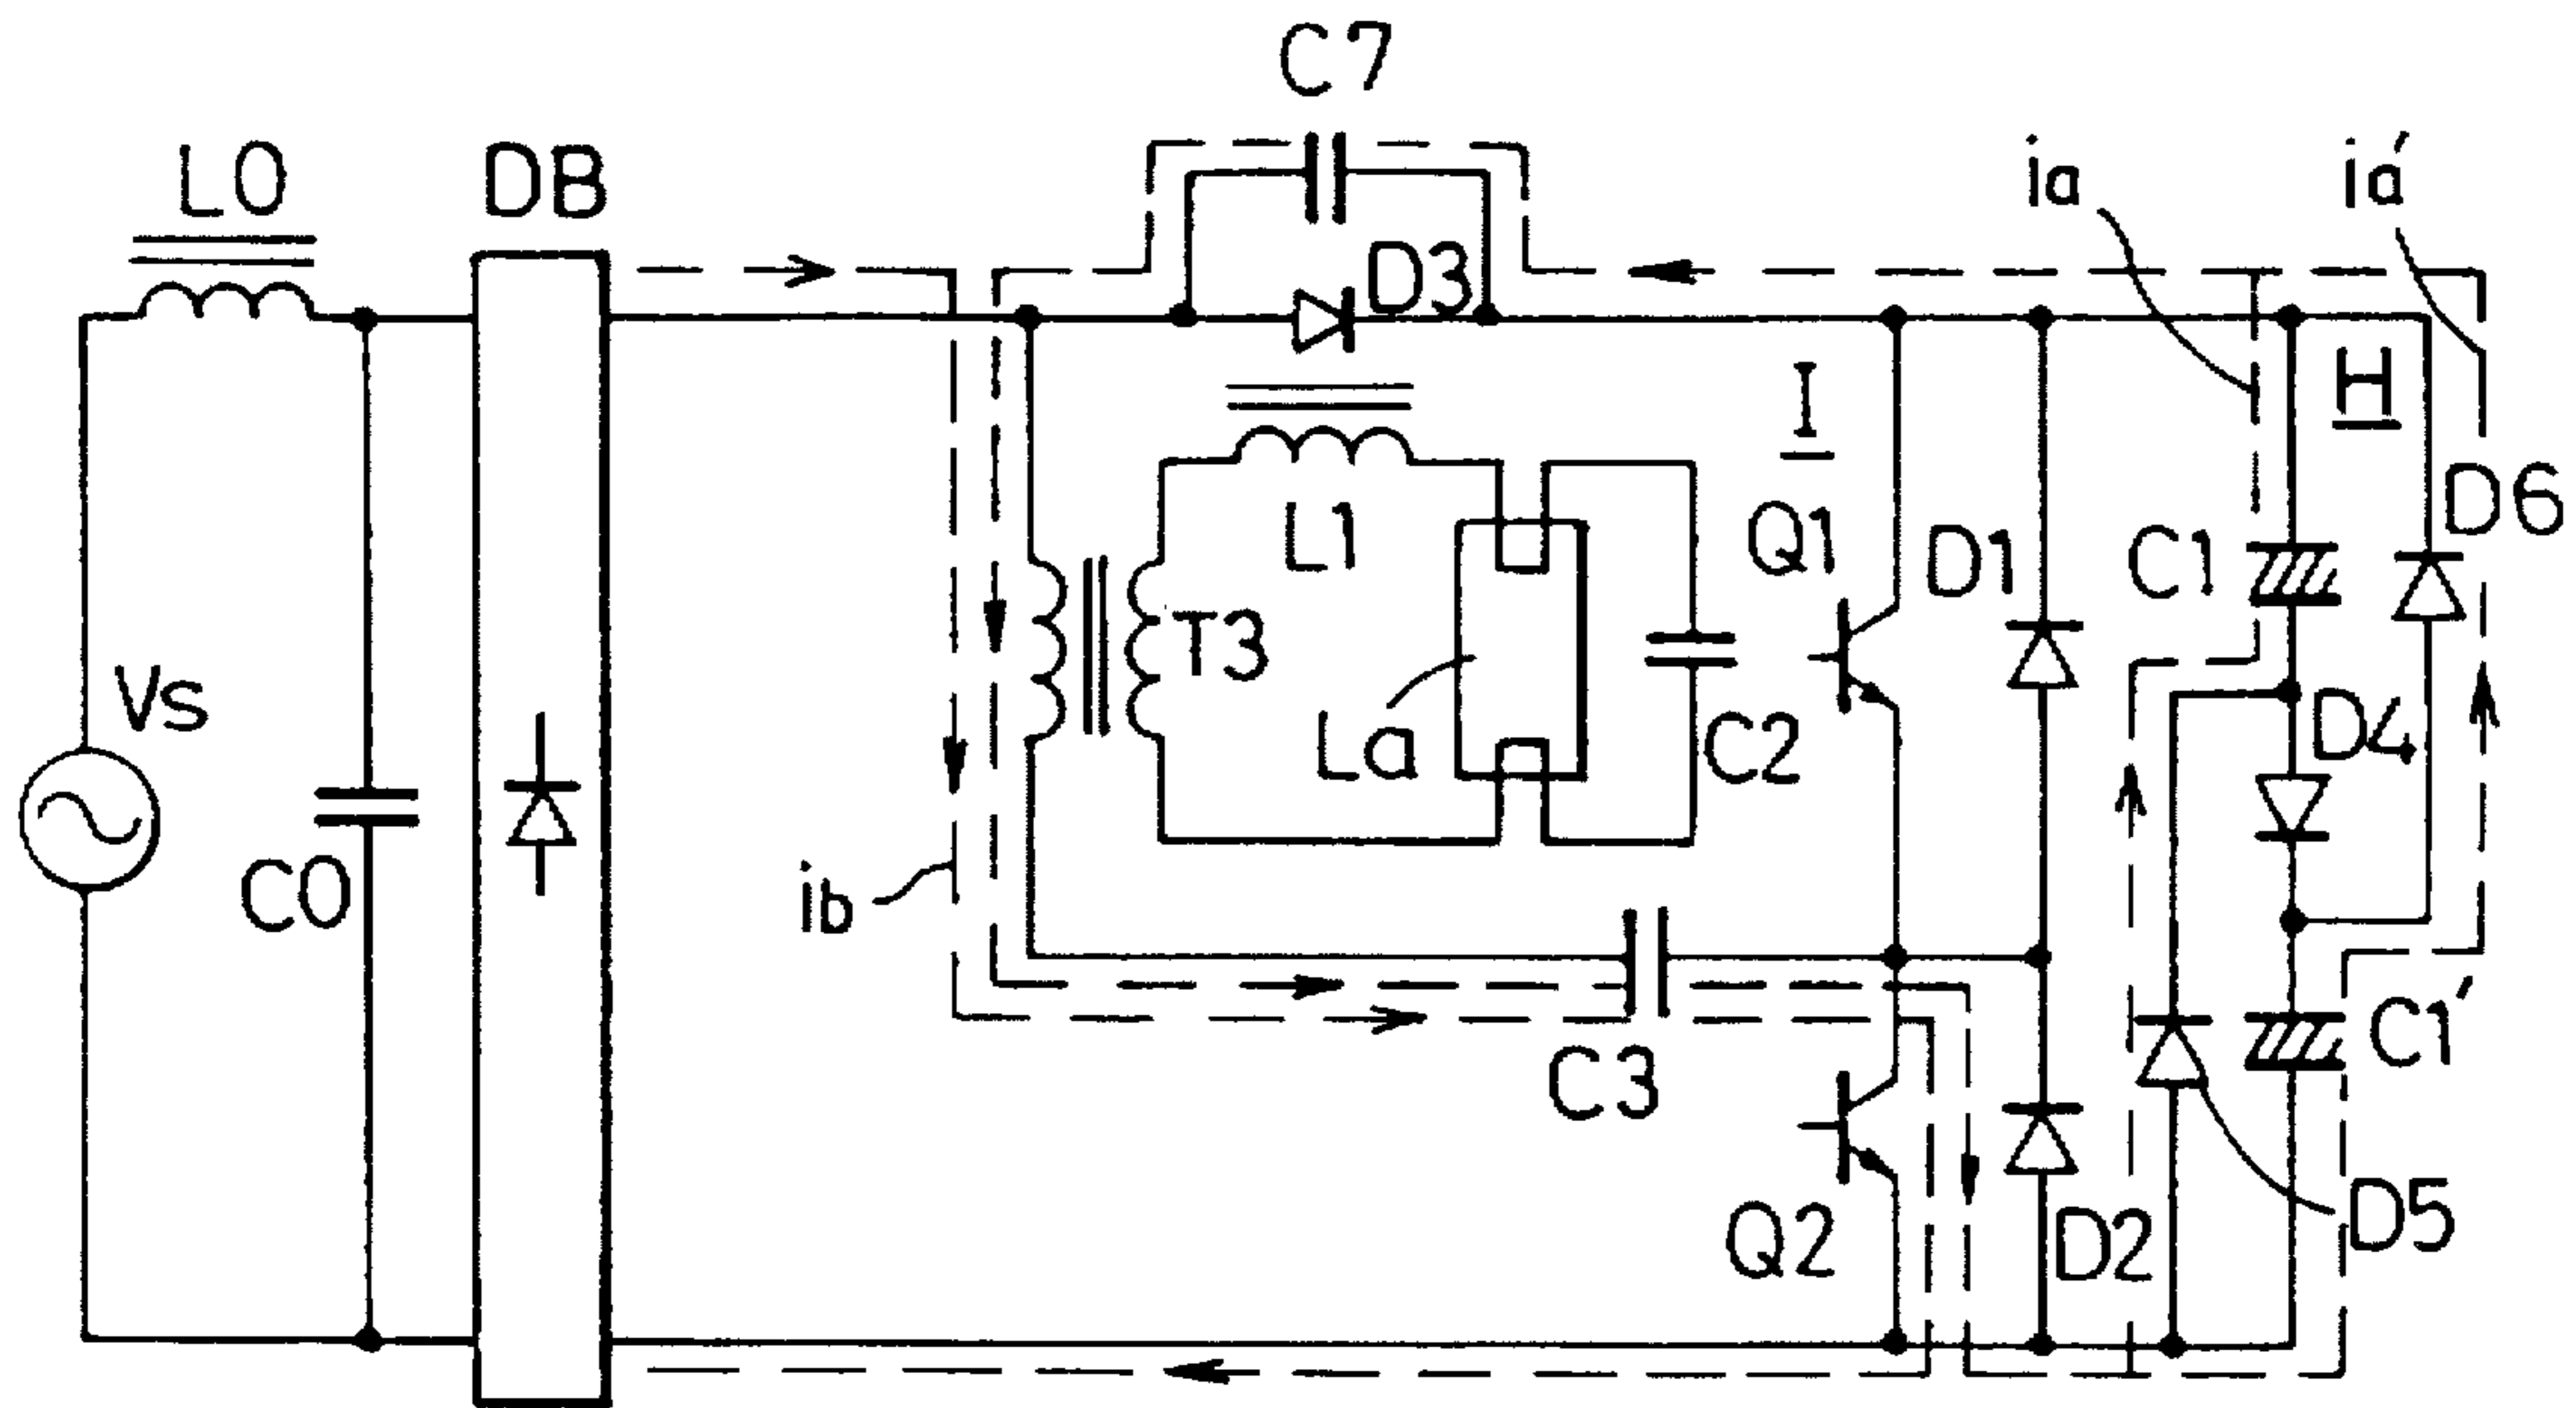 C7
L0
DB
ia
ia′
D3
I
H
D6
L1
Q1
D1
C1
T3
Vs
La
C2
D4
C0
ib
C3
C1′
Q2
D2
D5